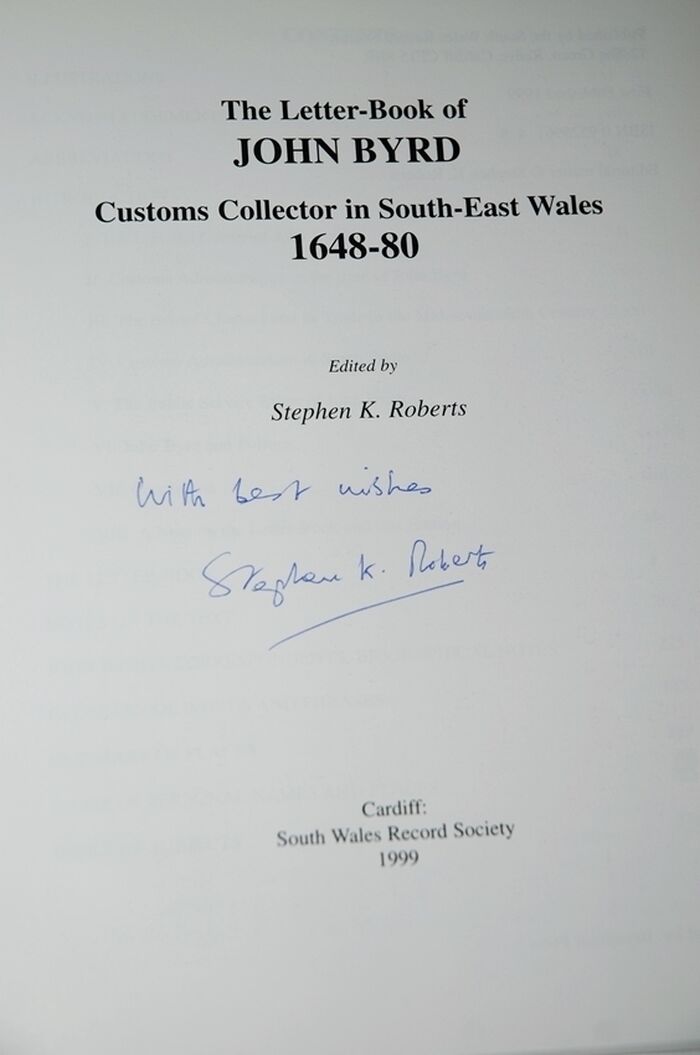 The Letter-Book of
JOHN BYRD
Customs Collector in South-East Wales
1648-80
Edited by
Stephen K. Roberts
With best wishes
Stephen K. Roberts
Cardiff:
South Wales Record Society
1999